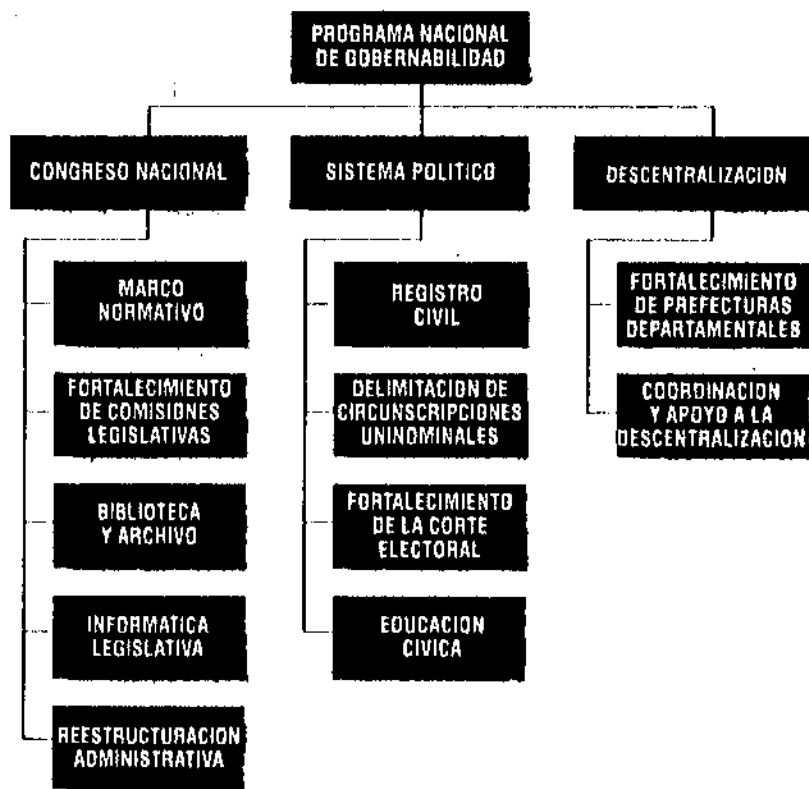 PROGRAMA NACIONAL
DE GOBERNABILIDAD
CONGRESO NACIONAL
SISTEMA POLITICO
DESCENTRALIZACION
MARCO
NORMATIVO
FORTALECIMIENTO
DE COMISIONES
LEGISLATIVAS
BIBLIOTECA
Y ARCHIVO
INFORMATICA
LEGISLATIVA
REESTRUCTURACION
ADMINISTRATIVA
REGISTRO
CIVIL
DELIMITACION DE
CIRCUNSCRIPCIONES
UNINOMINALES
FORTALECIMIENTO
DE LA CORTE
ELECTORAL
EDUCACION
CIVICA
FORTALECIMIENTO
DE PREFECTURAS
DEPARTAMENTALES
COORDINACION
Y APOYO A LA
DESCENTRALIZACION